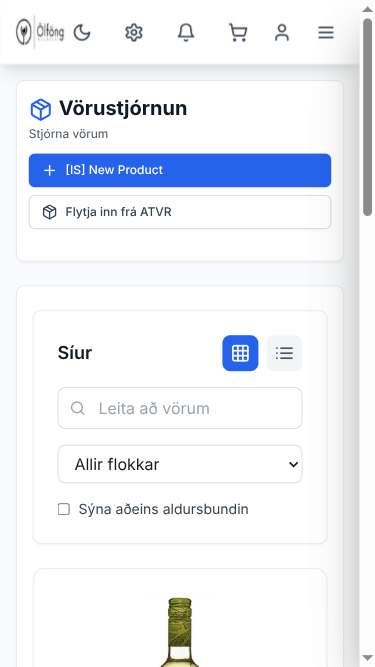 Ölföng
Vörustjórnun
Stjórna vörum
[IS] New Product
Flytja inn frá ATVR
Síur
Leita að vörum
Allir flokkar
Sýna aðeins aldursbundin